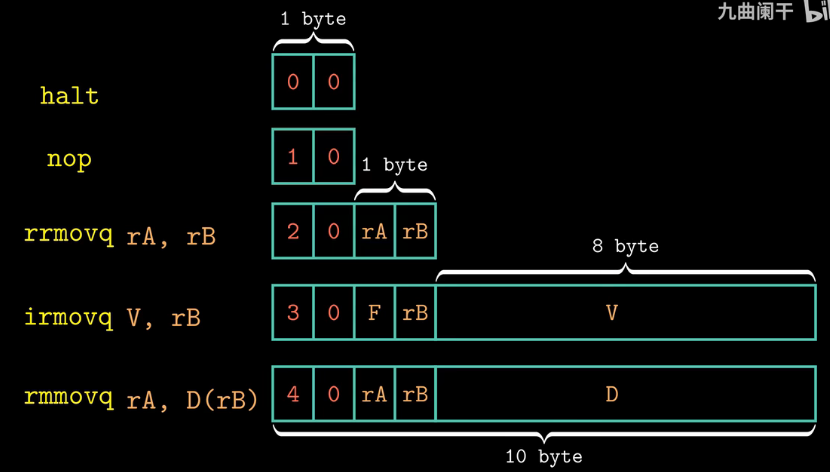 九曲阑干 bil
1 byte
halt 0 0
nop 1 0
1 byte
rrmovq rA, rB 2 0 rA rB
8 byte
irmovq V, rB 3 0 F rB V
rmmovq rA, D(rB) 4 0 rA rB D
10 byte